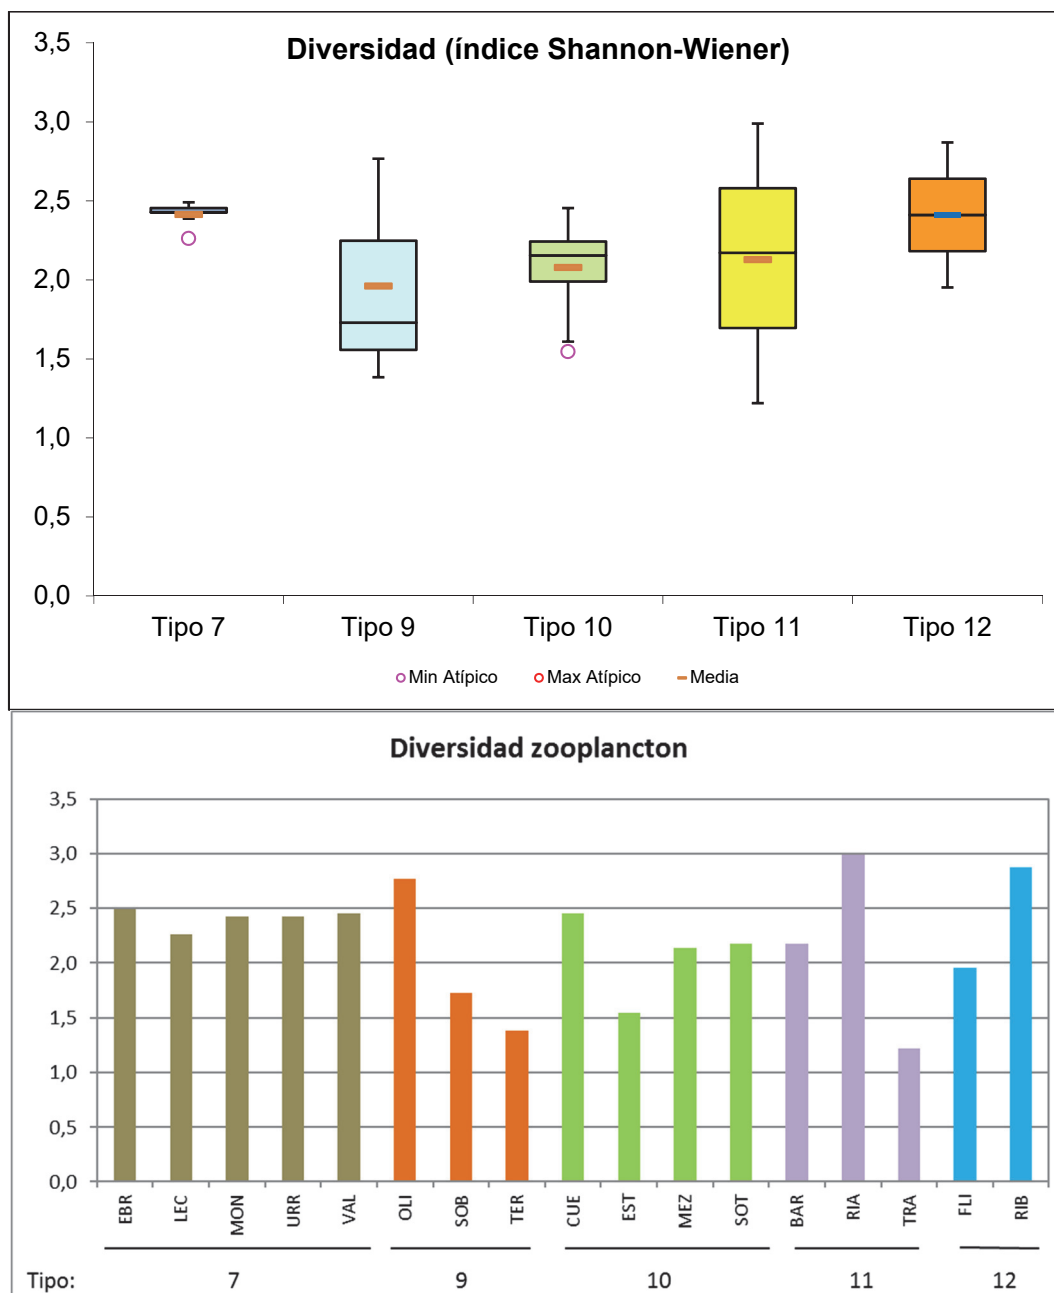 Diversidad (índice Shannon-Wiener)
3,5
3,0
2,5
2,0
1,5
1,0
0,5
0,0
Tipo 7 Tipo 9 Tipo 10 Tipo 11 Tipo 12
Min Atípico Max Atípico Media
Diversidad zooplancton
3,5
3,0
2,5
2,0
1,5
1,0
0,5
0,0
EBR LEC MON URR VAL OLI SOB TER CUE EST MEZ SOT BAR RIA TRA FLI RIB
Tipo: 7 9 10 11 12